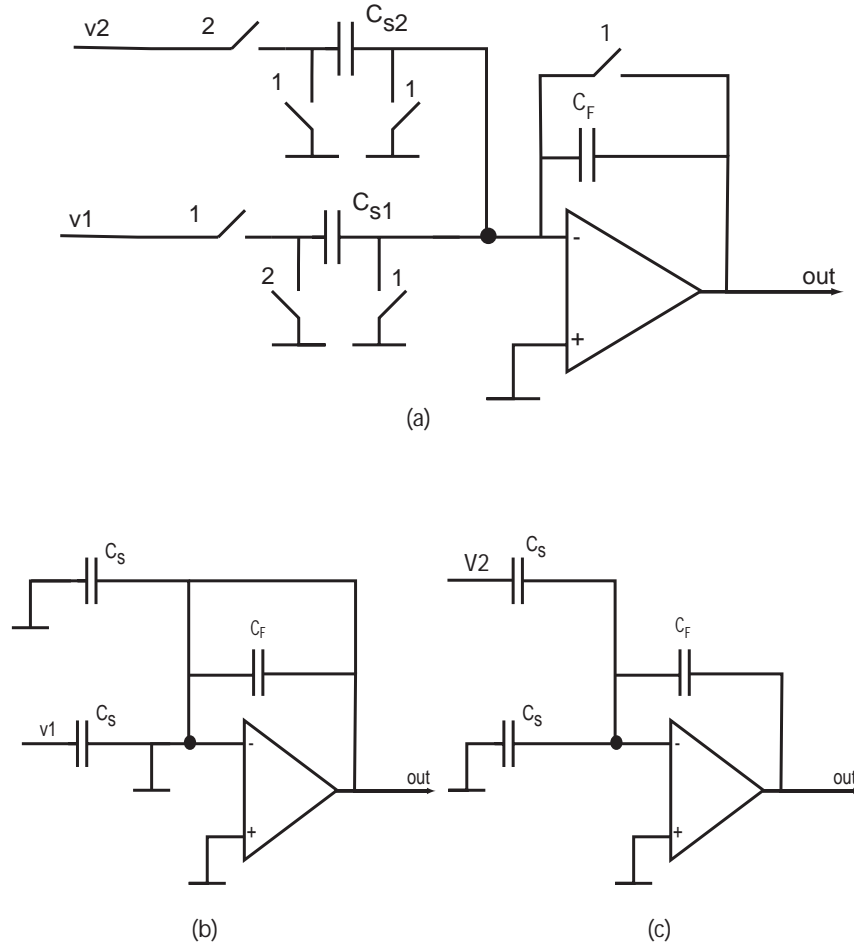 v2
2
Cs2
1
1
1
CF
v1
1
Cs1
2
1
-
+
out
(a)
Cs
CF
v1
Cs
-
+
out
(b)
V2
Cs
CF
Cs
-
+
out
(c)